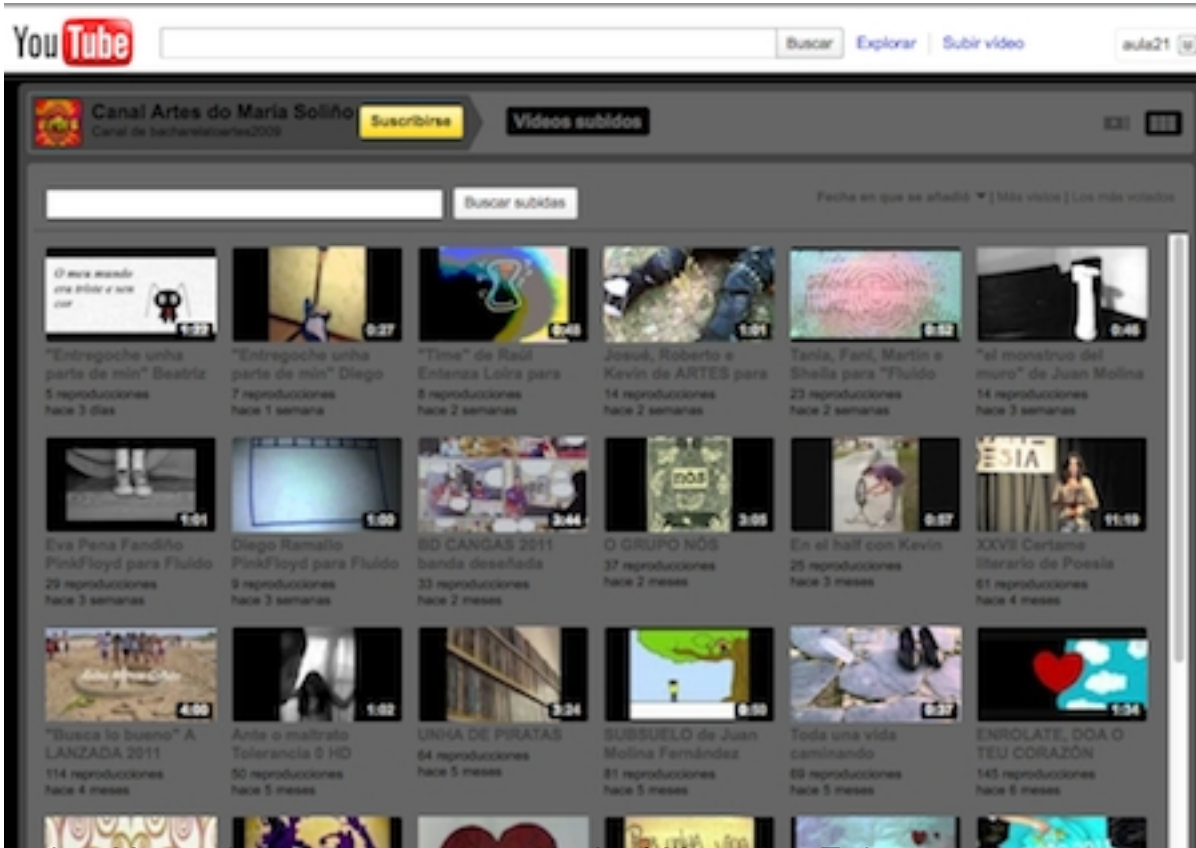 You Tube
Buscar
Explorar
Subir vídeo
aula21
Canal Artes do María Soliño
Canal de bacharelatoartes2009
Suscribirse
Vídeos subidos
Buscar subidas
Fecha en que se añadió | Más vistos | Los más votados
O meu mundo
era triste e sen
cor
1:22
0:27
0:48
1:01
0:52
0:46
"Entregoche unha
parte de min" Beatriz
5 reproducciones
hace 3 días
"Entregoche unha
parte de min" Diego
7 reproducciones
hace 1 semana
"Time" de Raúl
Entenza Loira para
8 reproducciones
hace 2 semanas
Josué, Roberto e
Kevin de ARTES para
14 reproducciones
hace 2 semanas
Tania, Fani, Martin e
Sheila para "Fluído
23 reproducciones
hace 2 semanas
"el monstruo del
muro" de Juan Molina
14 reproducciones
hace 3 semanas
1:01
1:00
3:44
NÓS
3:05
0:57
ESIA
11:19
Eva Pena Fandiño
PinkFloyd para Fluído
29 reproducciones
hace 3 semanas
Diego Ramallo
PinkFloyd para Fluído
9 reproducciones
hace 3 semanas
BD CANGAS 2011
banda deseñada
33 reproducciones
hace 2 meses
O GRUPO NÓS
37 reproducciones
hace 2 meses
En el half con Kevin
25 reproducciones
hace 3 meses
XXVII Certame
literario de Poesía
61 reproducciones
hace 4 meses
4:00
1:02
3:24
0:50
0:37
1:54
"Busca lo bueno" A
LANZADA 2011
114 reproducciones
hace 4 meses
Ante o maltrato
Tolerancia 0 HD
50 reproducciones
hace 5 meses
UNHA DE PIRATAS
64 reproducciones
hace 5 meses
SUBSUELO de Juan
Molina Fernández
81 reproducciones
hace 5 meses
Toda una vida
caminando
69 reproducciones
hace 5 meses
ENROLATE, DOA O
TEU CORAZÓN
145 reproducciones
hace 6 meses